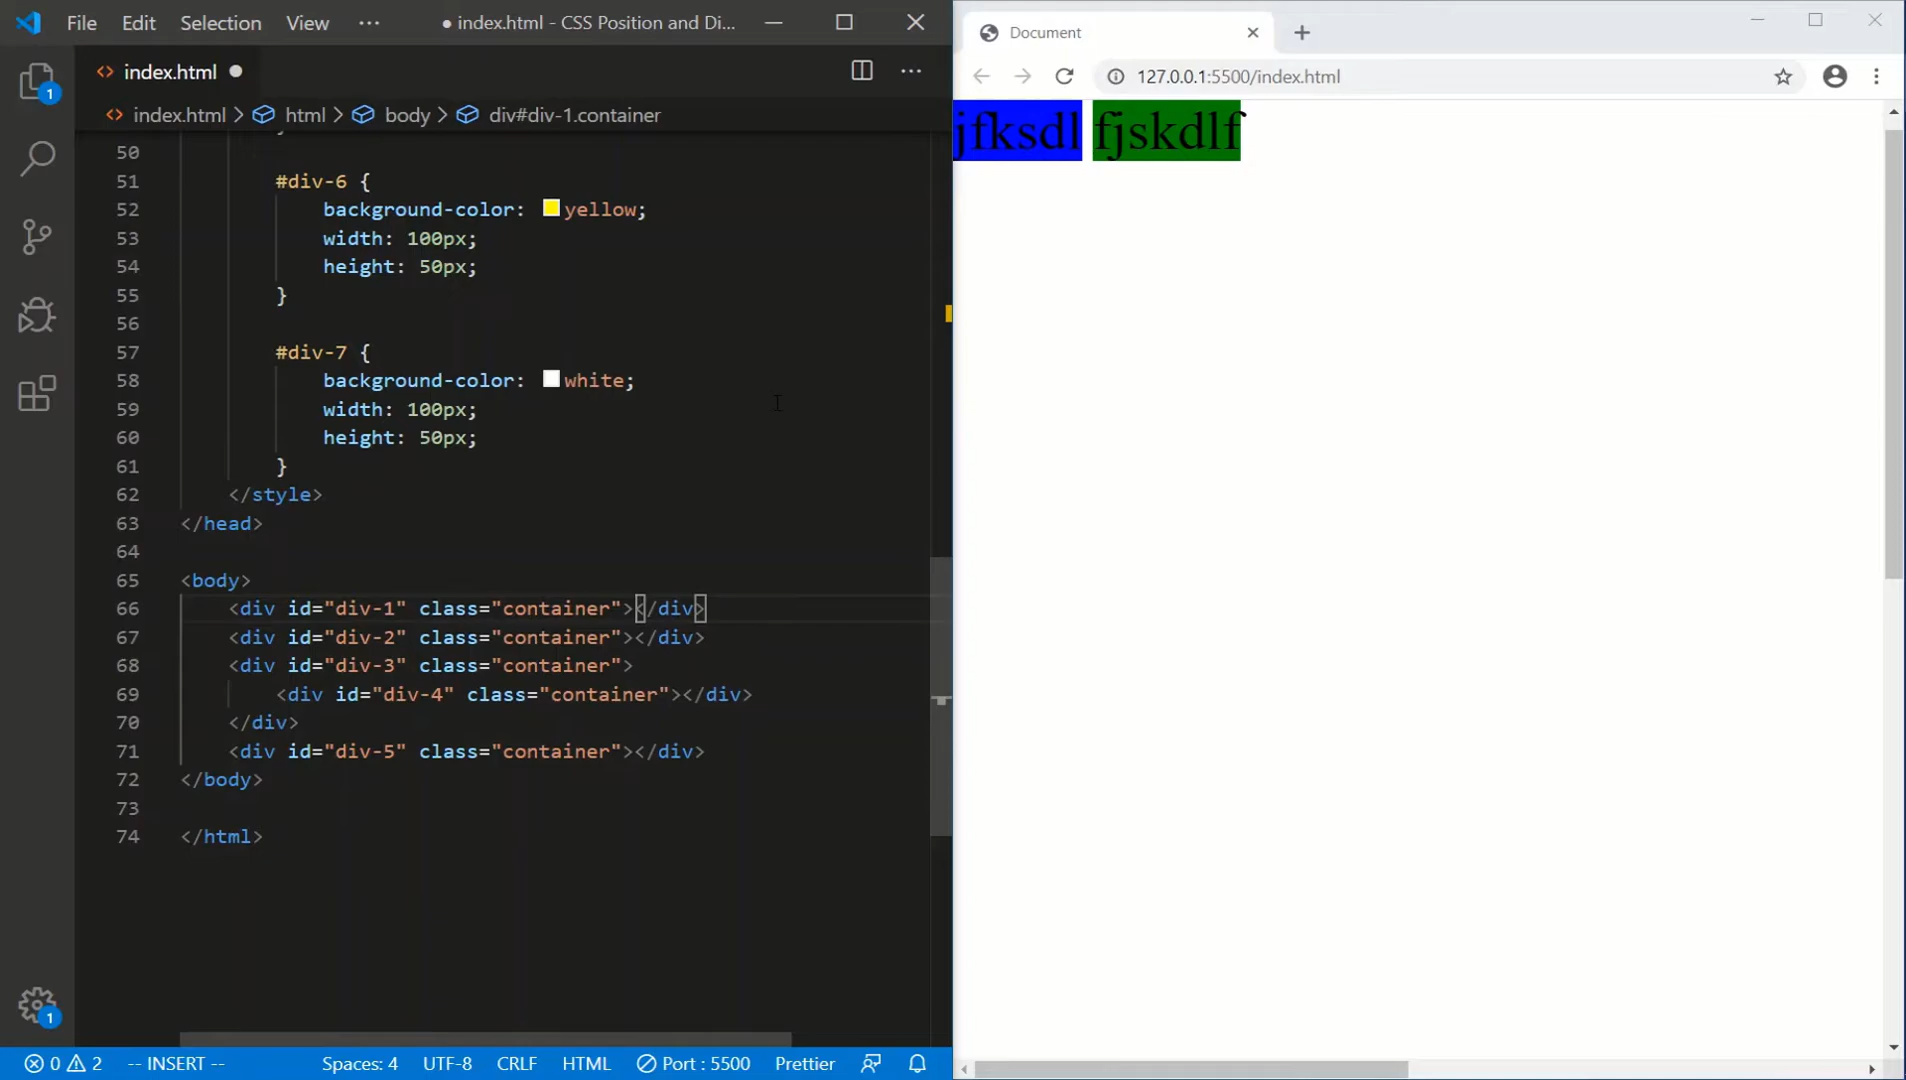 File Edit Selection View ··· ● index.html - CSS Position and Di...
index.html ●
index.html > html > body > div#div-1.container
50
51 #div-6 {
52 background-color: yellow;
53 width: 100px;
54 height: 50px;
55 }
56
57 #div-7 {
58 background-color: white;
59 width: 100px;
60 height: 50px;
61 }
62 </style>
63 </head>
64
65 <body>
66 <div id="div-1" class="container"></div>
67 <div id="div-2" class="container"></div>
68 <div id="div-3" class="container">
69 <div id="div-4" class="container"></div>
70 </div>
71 <div id="div-5" class="container"></div>
72 </body>
73
74 </html>
1
1
0 2 -- INSERT -- Spaces: 4 UTF-8 CRLF HTML Port : 5500 Prettier
Document
127.0.0.1:5500/index.html
jfksdl fjskdlf